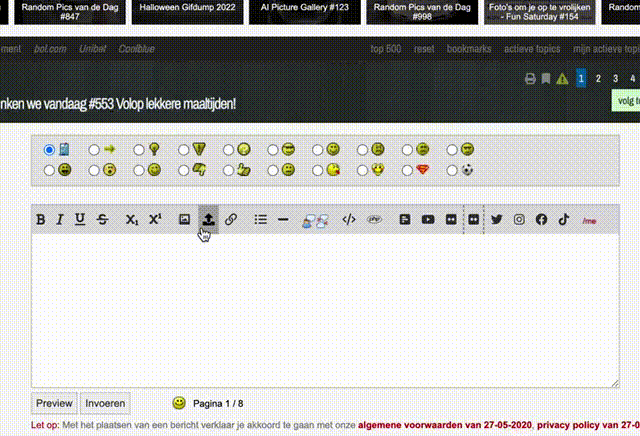 Random Pics van de Dag
#847
Halloween Gifdump 2022
AI Picture Gallery #123
Random Pics van de Dag
#998
Foto's om je op te vrolijken
- Fun Saturday #154
Random
ment bol.com Unibet Coolblue top 500 reset bookmarks actieve topics mijn actieve topi
1 2 3 4
nken we vandaag #553 Volop lekkere maaltijden!
volg to
B I U S X1 X1 php /me
Preview Invoeren Pagina 1 / 8
Let op: Met het plaatsen van een bericht verklaar je akkoord te gaan met onze algemene voorwaarden van 27-05-2020, privacy policy van 27-0